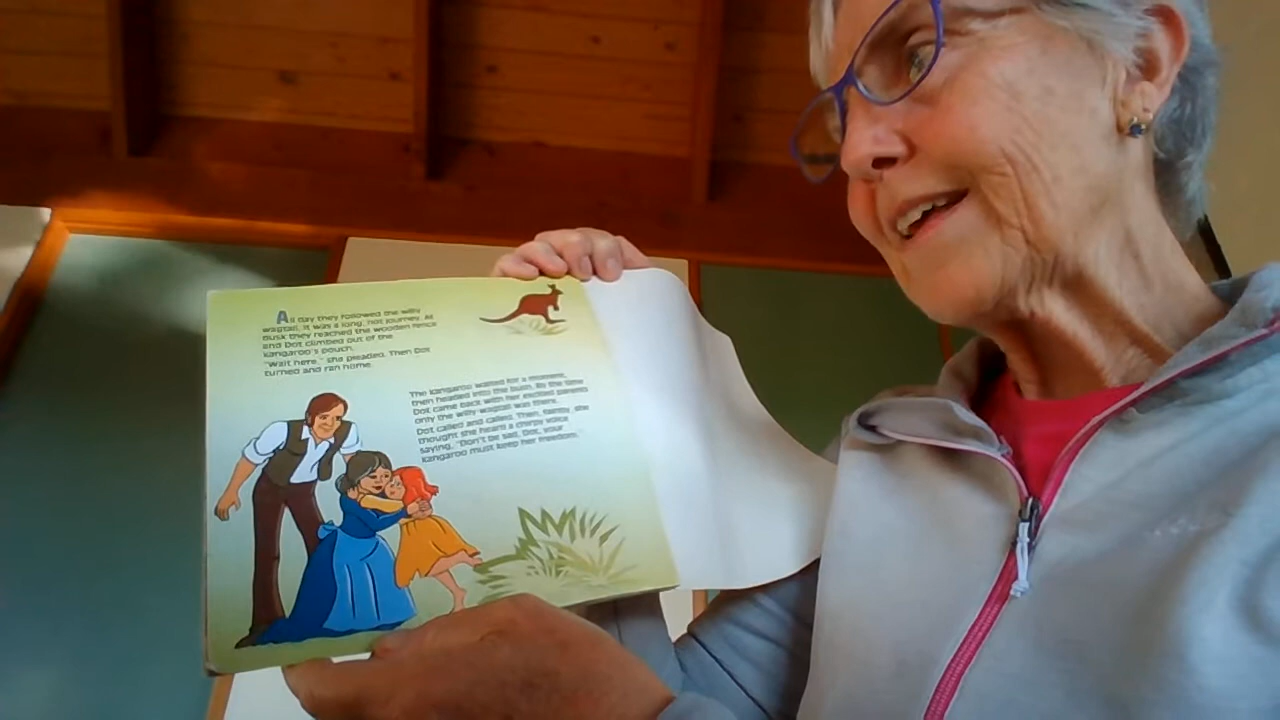 All day they followed the willy
wagtail. It was a long, hot journey. At
dusk they reached the wooden fence
and Dot climbed out of the
kangaroo's pouch.
"Wait here," she pleaded. Then Dot
turned and ran home.
The kangaroo waited for a moment,
then headed into the bush. By the time
Dot came back with her excited parents
only the willy wagtail was there.
Dot called and called. Then, faintly, she
thought she heard a chirpy voice
saying, "Don't be sad, Dot, your
kangaroo must keep her freedom."